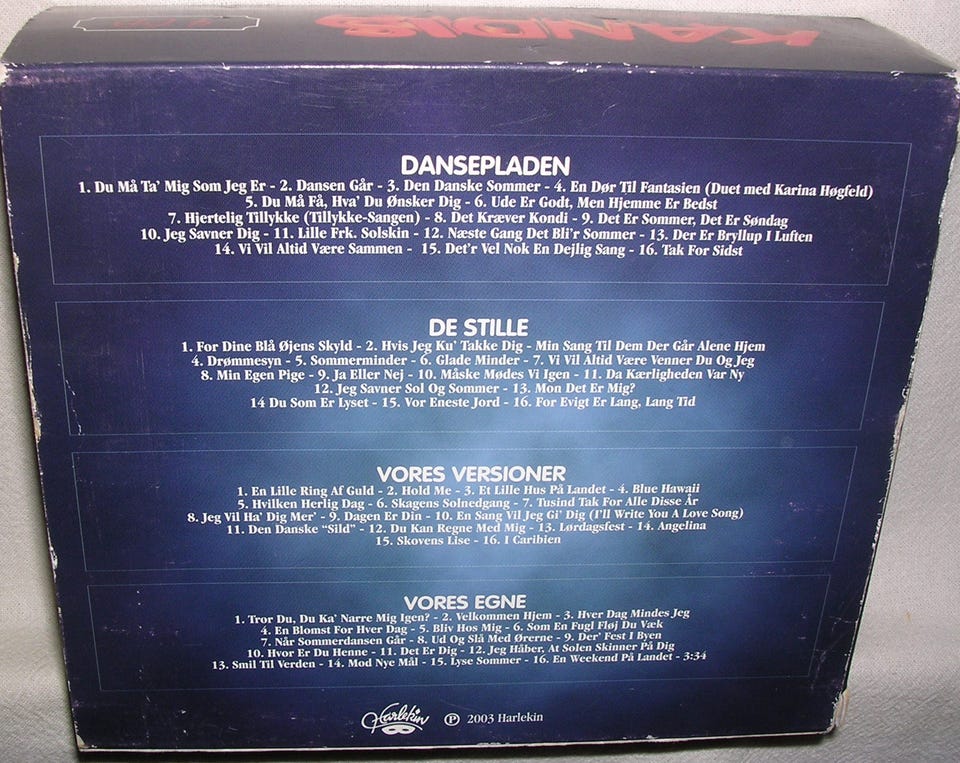 KANDIS
DANSEPLADEN
1. Du Må Ta' Mig Som Jeg Er - 2. Dansen Går - 3. Den Danske Sommer - 4. En Dør Til Fantasien (Duet med Karina Høgfeld)
5. Du Må Få, Hva' Du Ønsker Dig - 6. Ude Er Godt, Men Hjemme Er Bedst
7. Hjertelig Tillykke (Tillykke-Sangen) - 8. Det Kræver Kondi - 9. Det Er Sommer, Det Er Søndag
10. Jeg Savner Dig - 11. Lille Frk. Solskin - 12. Næste Gang Det Bli'r Sommer - 13. Der Er Bryllup I Luften
14. Vi Vil Altid Være Sammen - 15. Det'r Vel Nok En Dejlig Sang - 16. Tak For Sidst
DE STILLE
1. For Dine Blå Øjens Skyld - 2. Hvis Jeg Ku' Takke Dig - Min Sang Til Dem Der Går Alene Hjem
4. Drømmesyn - 5. Sommerminder - 6. Glade Minder - 7. Vi Vil Altid Være Venner Du Og Jeg
8. Min Egen Pige - 9. Ja Eller Nej - 10. Måske Mødes Vi Igen - 11. Da Kærligheden Var Ny
12. Jeg Savner Sol Og Sommer - 13. Mon Det Er Mig?
14 Du Som Er Lyset - 15. Vor Eneste Jord - 16. For Evigt Er Lang, Lang Tid
VORES VERSIONER
1. En Lille Ring Af Guld - 2. Hold Me - 3. Et Lille Hus På Landet - 4. Blue Hawaii
5. Hvilken Herlig Dag - 6. Skagens Solnedgang - 7. Tusind Tak For Alle Disse År
8. Jeg Vil Ha' Dig Mer' - 9. Dagen Er Din - 10. En Sang Vil Jeg Gi' Dig (I'll Write You A Love Song)
11. Den Danske "Sild" - 12. Du Kan Regne Med Mig - 13. Lørdagsfest - 14. Angelina
15. Skovens Lise - 16. I Caribien
VORES EGNE
1. Tror Du, Du Ka' Narre Mig Igen? - 2. Velkommen Hjem - 3. Hver Dag Mindes Jeg
4. En Blomst For Hver Dag - 5. Bliv Hos Mig - 6. Som En Fugl Fløj Du Væk
7. Når Sommerdansen Går - 8. Ud Og Slå Med Ørerne - 9. Der' Fest I Byen
10. Hvor Er Du Henne - 11. Det Er Dig - 12. Jeg Håber, At Solen Skinner På Dig
13. Smil Til Verden - 14. Mod Nye Mål - 15. Lyse Sommer - 16. En Weekend På Landet - 3:34
Harlekin ℗ 2003 Harlekin